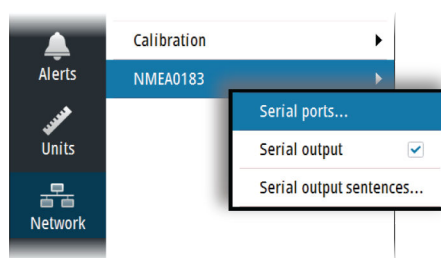 Calibration
Alerts
NMEA0183
Serial ports...
Units
Serial output
Serial output sentences...
Network